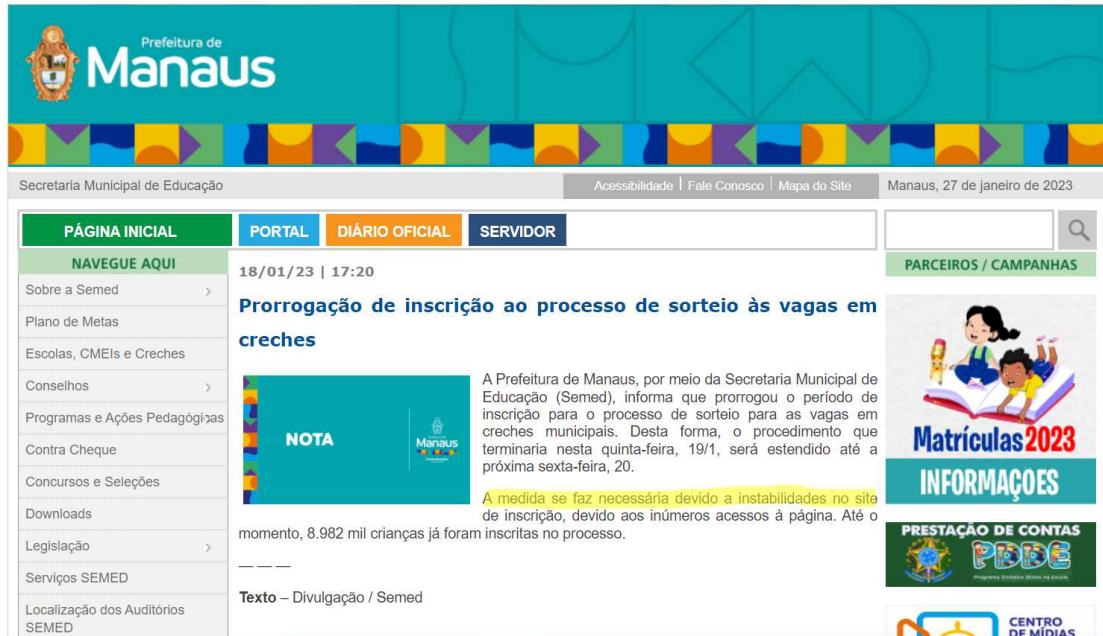 Prefeitura de
Manaus
Secretaria Municipal de Educação
Acessibilidade | Fale Conosco | Mapa do Site
Manaus, 27 de janeiro de 2023
PÁGINA INICIAL
PORTAL
DIÁRIO OFICIAL
SERVIDOR
NAVEGUE AQUI
Sobre a Semed
Plano de Metas
Escolas, CMEIs e Creches
Conselhos
Programas e Ações Pedagógicas
Contra Cheque
Concursos e Seleções
Downloads
Legislação
Serviços SEMED
Localização dos Auditórios
SEMED
18/01/23 | 17:20
Prorrogação de inscrição ao processo de sorteio às vagas em
creches
NOTA
Manaus
A Prefeitura de Manaus, por meio da Secretaria Municipal de
Educação (Semed), informa que prorrogou o período de
inscrição para o processo de sorteio para as vagas em
creches municipais. Desta forma, o procedimento que
terminaria nesta quinta-feira, 19/1, será estendido até a
próxima sexta-feira, 20.
A medida se faz necessária devido a instabilidades no site
de inscrição, devido aos inúmeros acessos à página. Até o
momento, 8.982 mil crianças já foram inscritas no processo.
———
Texto – Divulgação / Semed
PARCEIROS / CAMPANHAS
Matrículas 2023
INFORMAÇOES
PRESTAÇÃO DE CONTAS
PDDE
Programa Dinheiro Direto na Escola
CENTRO
DE MÍDIAS